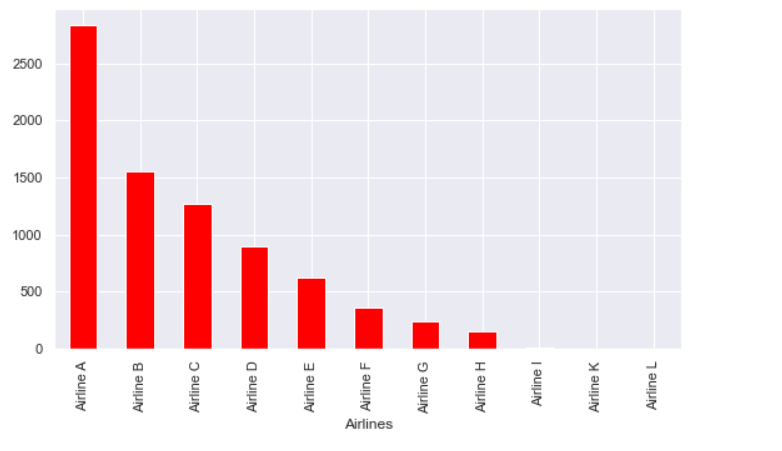 2500
2000
1500
1000
500
0
Airline A
Airline B
Airline C
Airline D
Airline E
Airline F
Airline G
Airline H
Airline I
Airline K
Airline L
Airlines